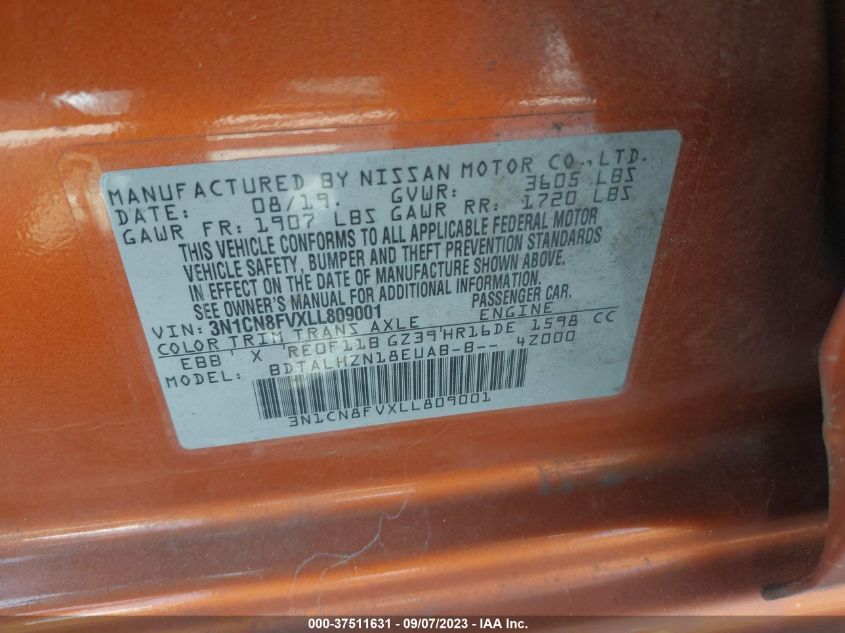 MANUFACTURED BY NISSAN MOTOR CO.,LTD.
DATE: 08/19. GVWR: 3605 LBS
GAWR FR: 1907 LBS GAWR RR: 1720 LBS
THIS VEHICLE CONFORMS TO ALL APPLICABLE FEDERAL MOTOR
VEHICLE SAFETY, BUMPER AND THEFT PREVENTION STANDARDS
IN EFFECT ON THE DATE OF MANUFACTURE SHOWN ABOVE.
SEE OWNER'S MANUAL FOR ADDITIONAL INFORMATION.
VIN: 3N1CN8FVXLL809001 PASSENGER CAR.
COLOR TRIM TRANS AXLE ENGINE
EBB X RE0F11B GZ39 HR16DE 1598 CC
MODEL: BDTALHZN18EUAB-B-- 4Z000
3N1CN8FVXLL809001
000-37511631 - 09/07/2023 - IAA Inc.